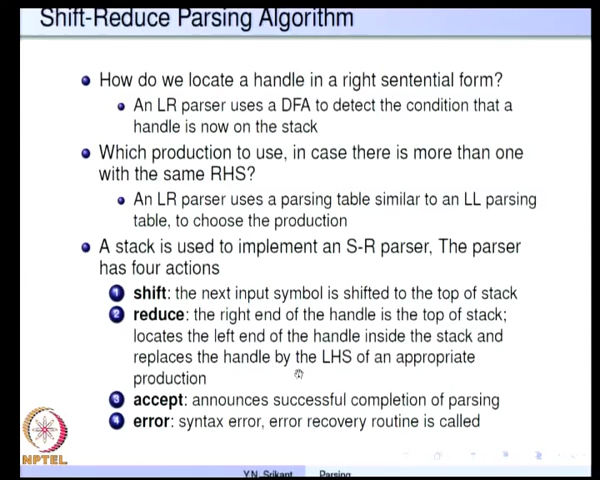 Shift-Reduce Parsing Algorithm
How do we locate a handle in a right sentential form?
An LR parser uses a DFA to detect the condition that a
handle is now on the stack
Which production to use, in case there is more than one
with the same RHS?
An LR parser uses a parsing table similar to an LL parsing
table, to choose the production
A stack is used to implement an S-R parser, The parser
has four actions
1 shift: the next input symbol is shifted to the top of stack
2 reduce: the right end of the handle is the top of stack;
locates the left end of the handle inside the stack and
replaces the handle by the LHS of an appropriate
production
3 accept: announces successful completion of parsing
4 error: syntax error, error recovery routine is called
NPTEL
Y.N. Srikant Parsing